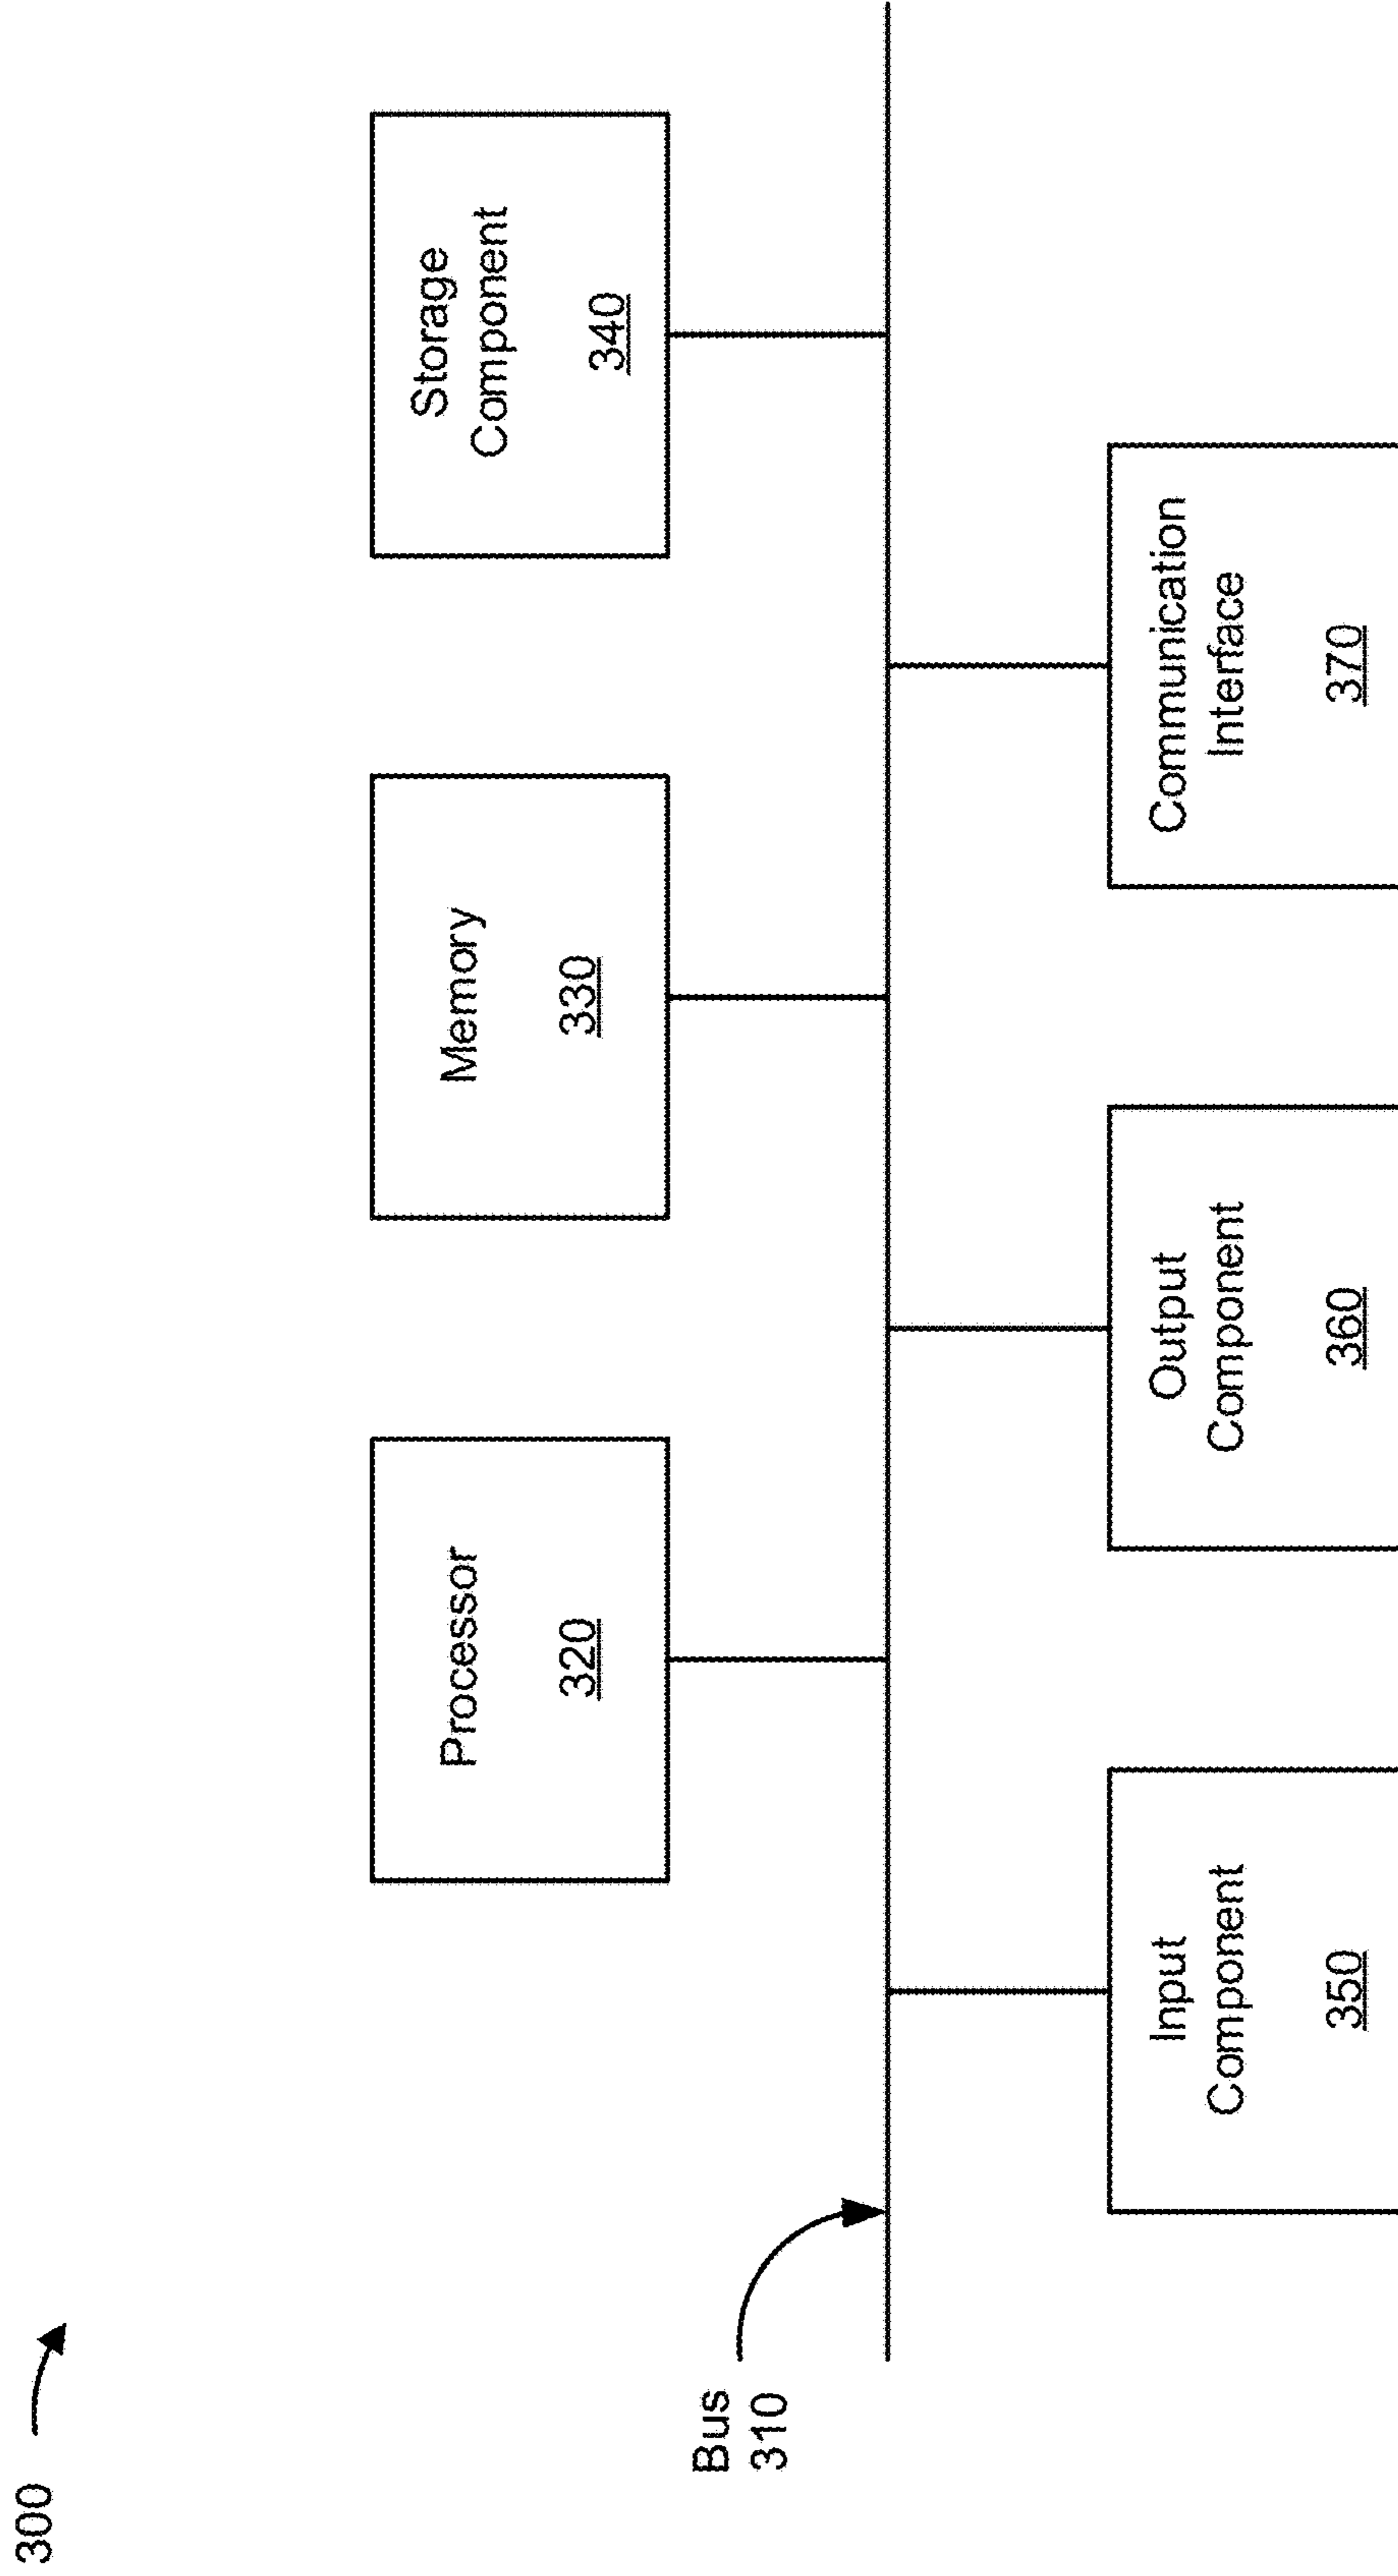 300
Processor
320
Memory
330
Storage
Component
340
Bus
310
Input
Component
350
Output
Component
360
Communication
Interface
370